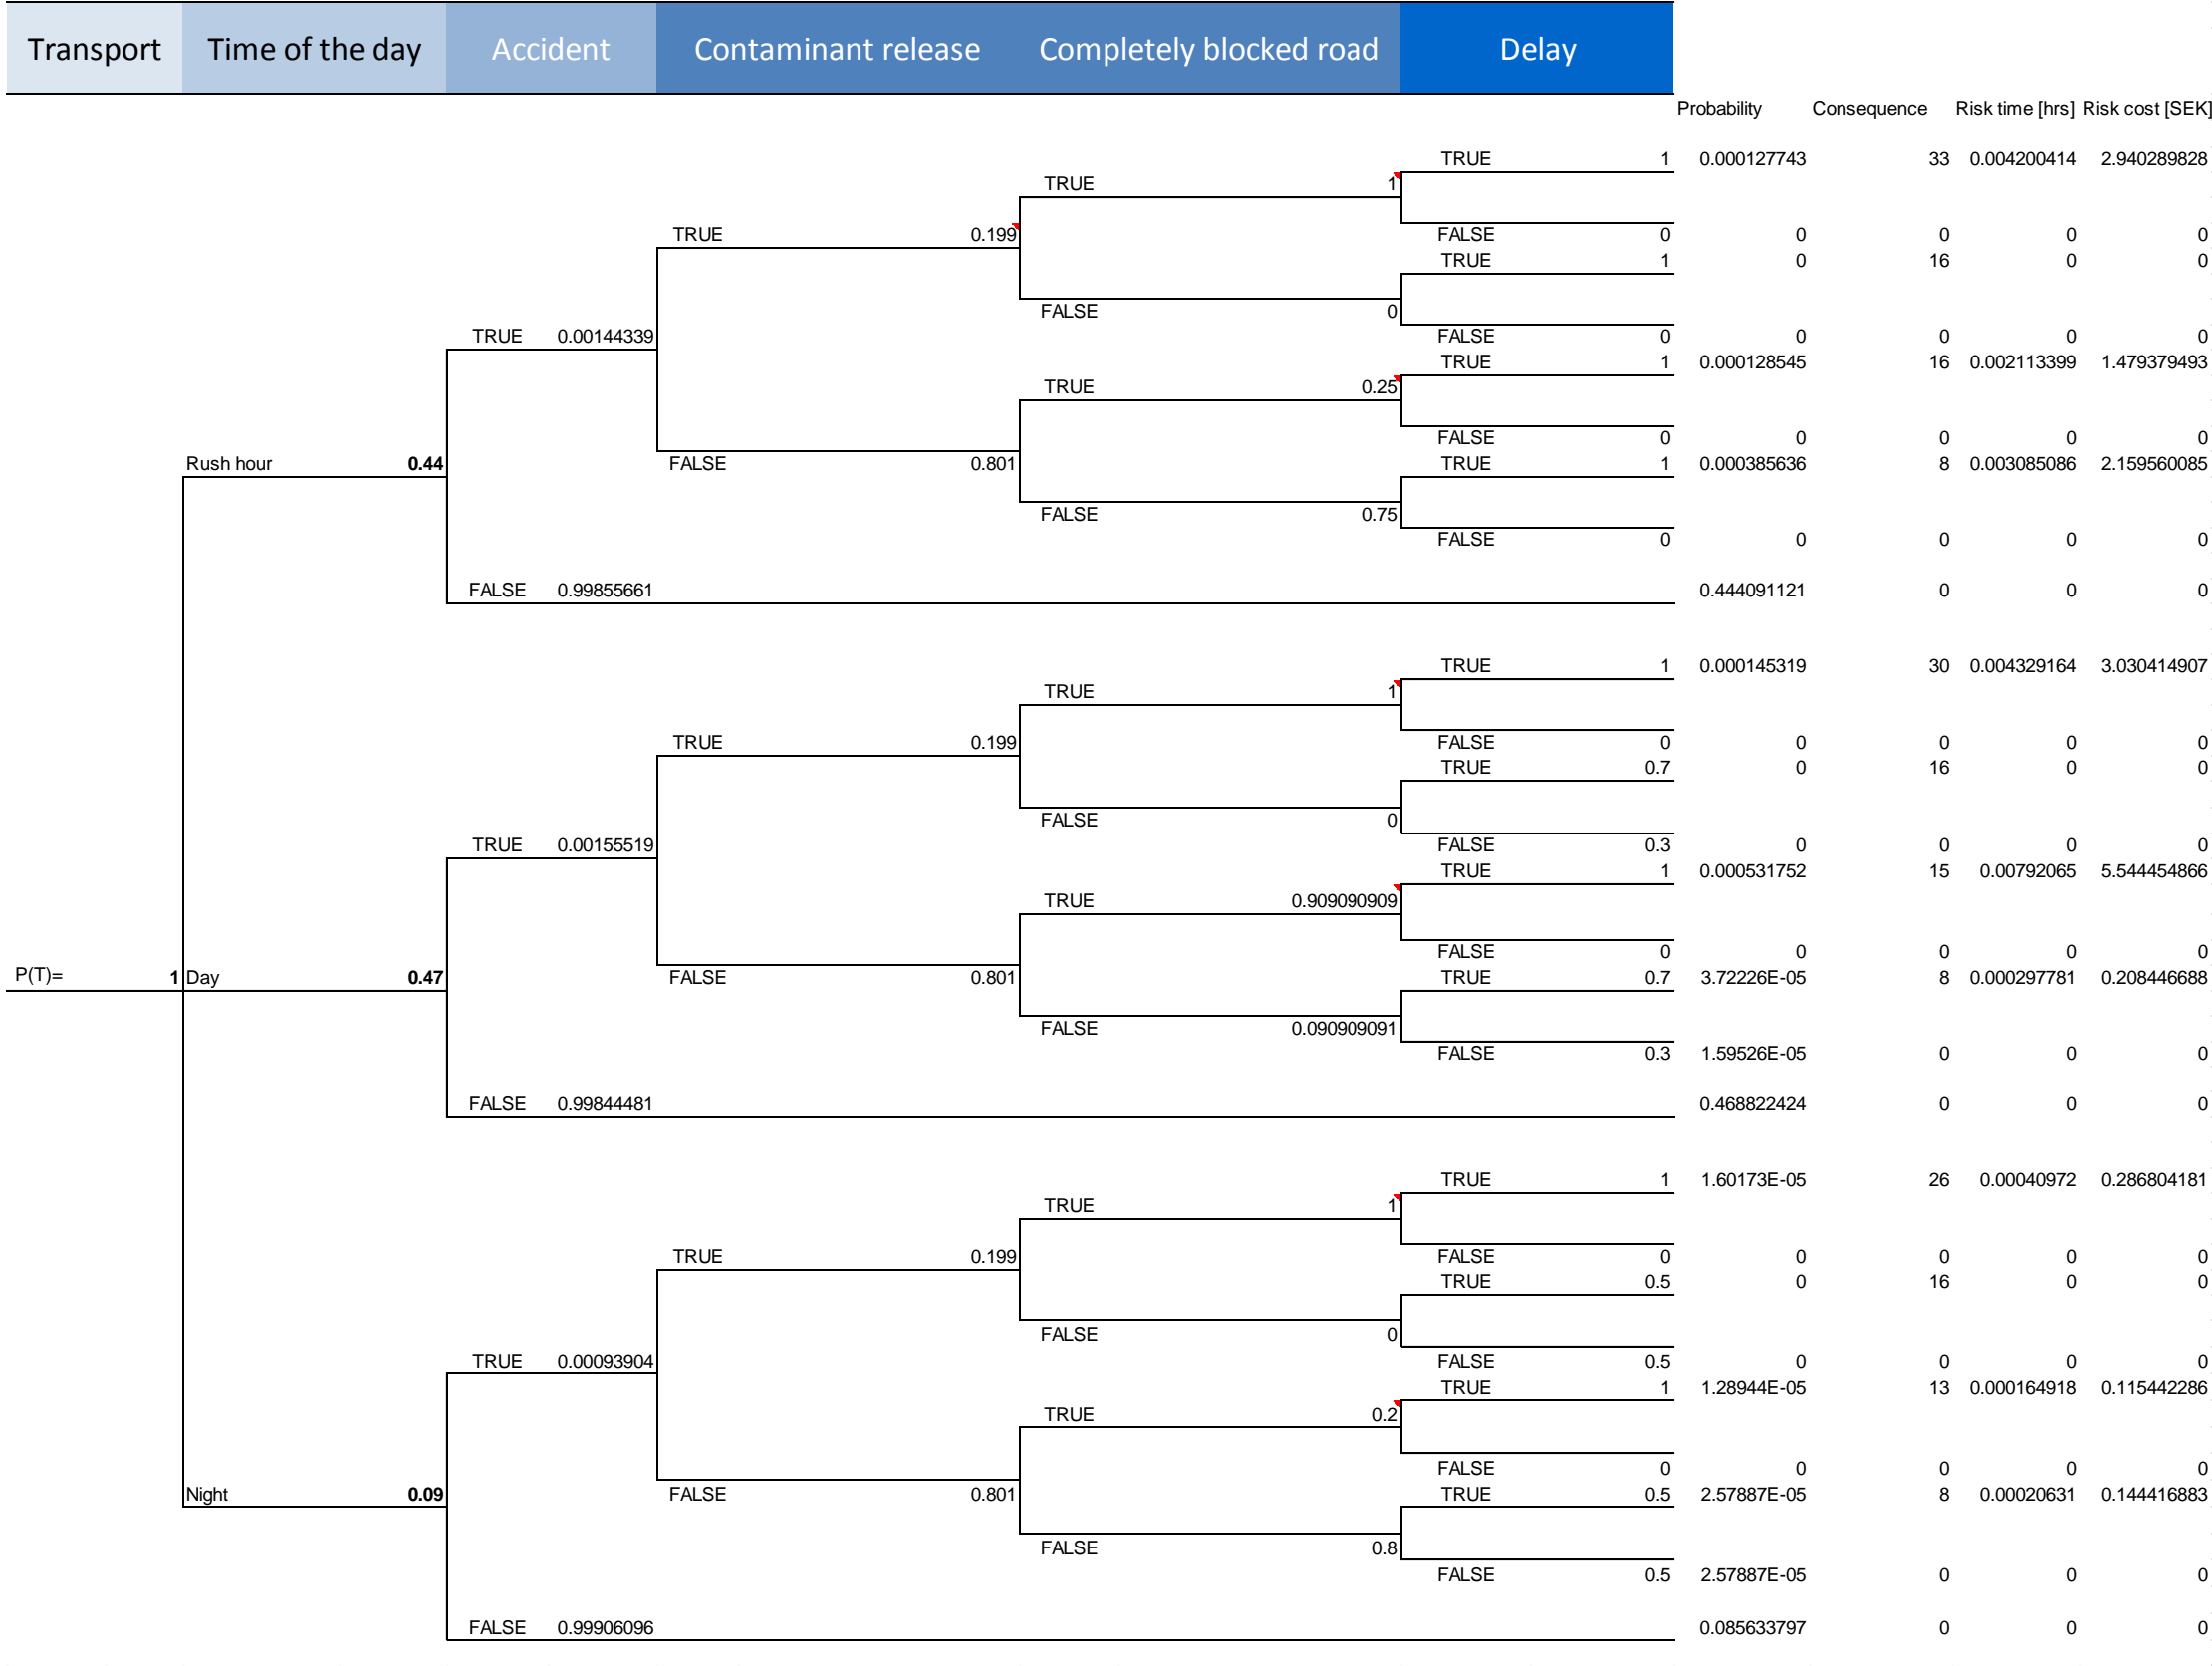 Transport Time of the day Accident Contaminant release Completely blocked road Delay
Probability Consequence Risk time [hrs] Risk cost [SEK]
TRUE 1 0.000127743 33 0.004200414 2.940289828
TRUE 1
TRUE 0.199 FALSE 0 0 0 0 0
TRUE 1 0 16 0 0
FALSE 0
TRUE 0.00144339 FALSE 0 0 0 0 0
TRUE 1 0.000128545 16 0.002113399 1.479379493
TRUE 0.25
FALSE 0 0 0 0 0
Rush hour 0.44 FALSE 0.801 TRUE 1 0.000385636 8 0.003085086 2.159560085
FALSE 0.75
FALSE 0 0 0 0 0
FALSE 0.99855661 0.444091121 0 0 0
TRUE 1 0.000145319 30 0.004329164 3.030414907
TRUE 1
TRUE 0.199 FALSE 0 0 0 0 0
TRUE 0.7 0 16 0 0
FALSE 0
TRUE 0.00155519 FALSE 0.3 0 0 0 0
TRUE 1 0.000531752 15 0.00792065 5.544454866
TRUE 0.909090909
FALSE 0 0 0 0 0
P(T)= 1 Day 0.47 FALSE 0.801 TRUE 0.7 3.72226E-05 8 0.000297781 0.208446688
FALSE 0.090909091
FALSE 0.3 1.59526E-05 0 0 0
FALSE 0.99844481 0.468822424 0 0 0
TRUE 1 1.60173E-05 26 0.00040972 0.286804181
TRUE 1
TRUE 0.199 FALSE 0 0 0 0 0
TRUE 0.5 0 16 0 0
FALSE 0
TRUE 0.00093904 FALSE 0.5 0 0 0 0
TRUE 1 1.28944E-05 13 0.000164918 0.115442286
TRUE 0.2
FALSE 0 0 0 0 0
Night 0.09 FALSE 0.801 TRUE 0.5 2.57887E-05 8 0.00020631 0.144416883
FALSE 0.8
FALSE 0.5 2.57887E-05 0 0 0
FALSE 0.99906096 0.085633797 0 0 0